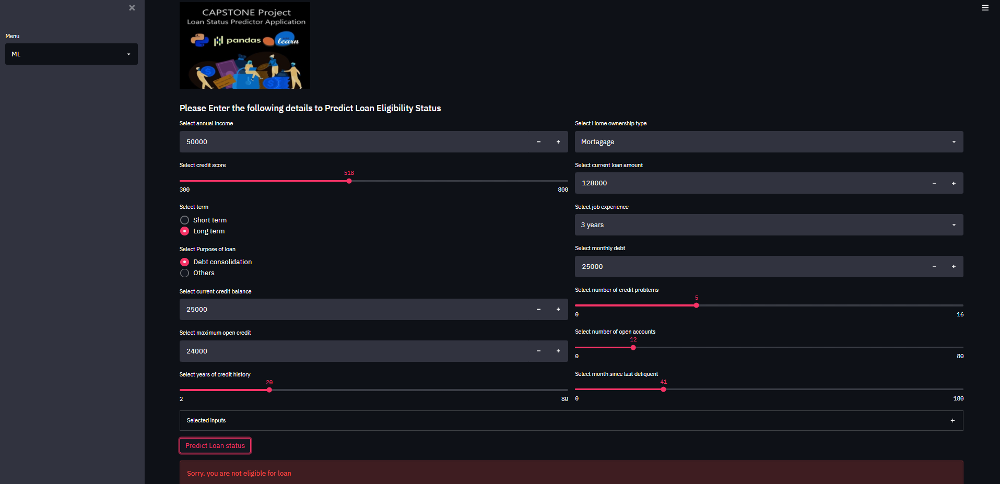 Menu
ML
CAPSTONE Project
Loan Status Predictor Application
pandas
learn
Please Enter the following details to Predict Loan Eligibility Status
Select annual income
50000
Select Home ownership type
Mortagage
Select credit score
518
300 800
Select current loan amount
128000
Select term
Short term
Long term
Select job experience
3 years
Select Purpose of loan
Debt consolidation
Others
Select monthly debt
25000
Select current credit balance
25000
Select number of credit problems
5
0 16
Select maximum open credit
24000
Select number of open accounts
12
0 80
Select years of credit history
20
2 80
Select month since last deliquent
41
0 180
Selected inputs
Predict Loan status
Sorry, you are not eligible for loan